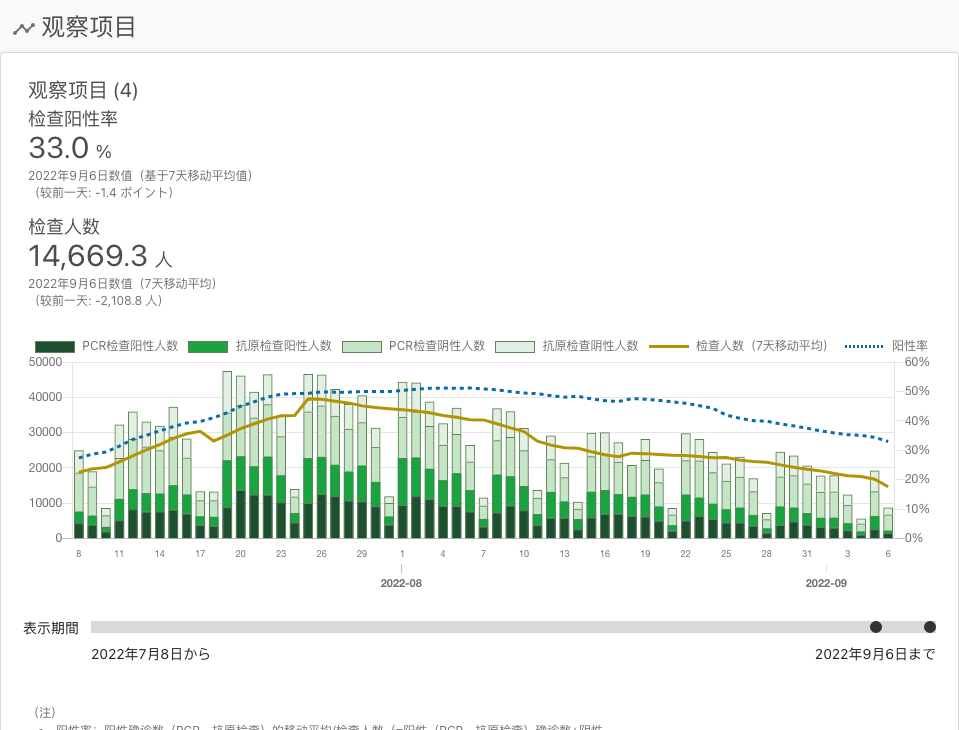 观察项目
观察项目 (4)
检查阳性率
33.0 %
2022年9月6日数值（基于7天移动平均值）
（较前一天: -1.4 ポイント）
检查人数
14,669.3 人
2022年9月6日数值（7天移动平均）
（较前一天: -2,108.8 人）
PCR检查阳性人数 抗原检查阳性人数 PCR检查阴性人数 抗原检查阴性人数 检查人数（7天移动平均） 阳性率
50000 60%
40000 50%
30000 40%
20000 30%
10000 20%
0 10%
0%
8 11 14 17 20 23 26 29 1 4 7 10 13 16 19 22 25 28 31 3 6
2022-08 2022-09
表示期間
2022年7月8日から 2022年9月6日まで
（注）